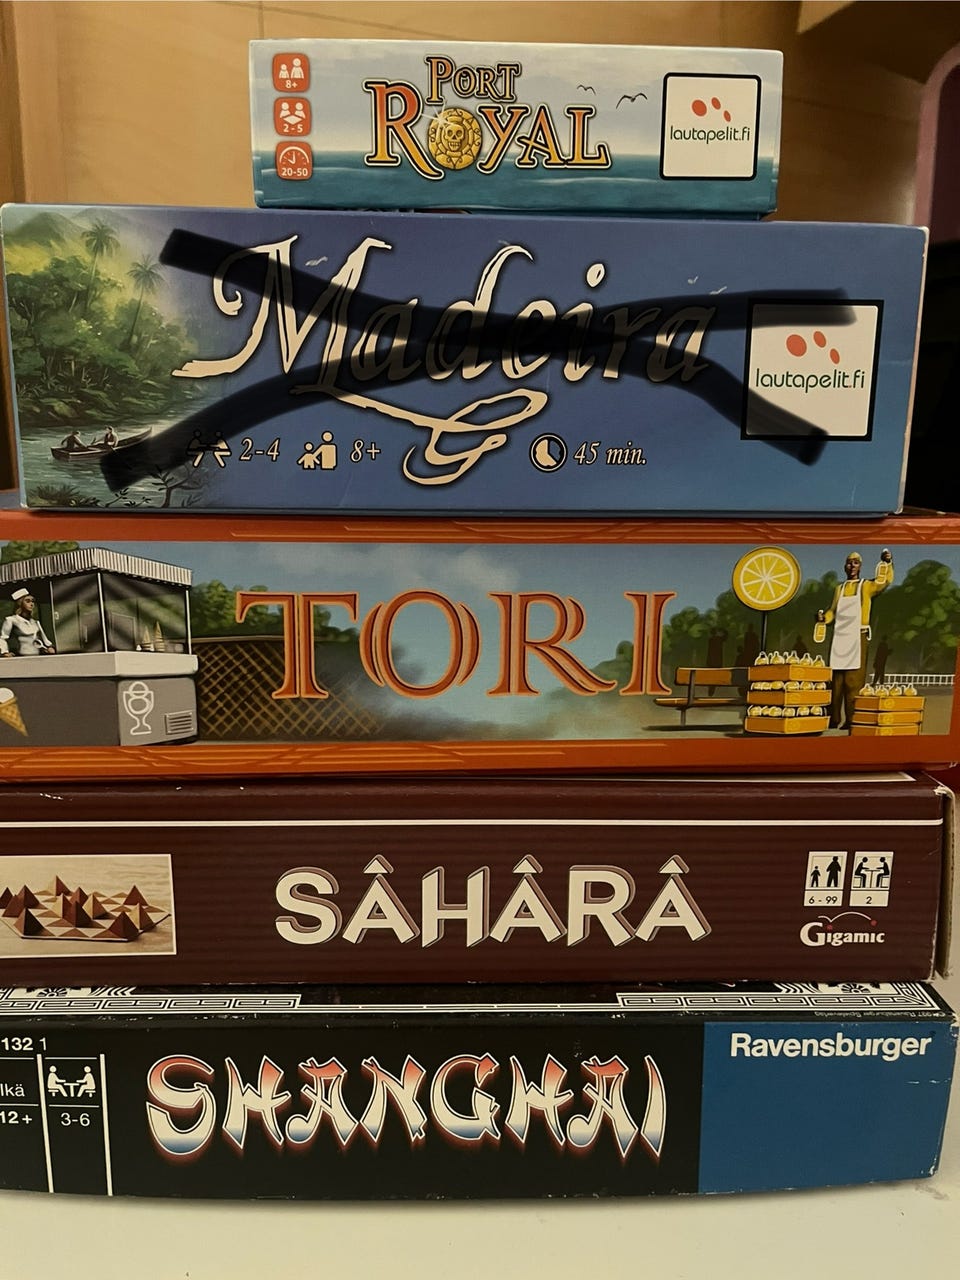 PORT
ROYAL
8+
2-5
20-50
lautapelit.fi
Madeira
lautapelit.fi
2-4 8+ 45 min.
TORI
SÂHÂRÂ
6 - 99 2
Gigamic
132 1
Ravensburger
SHANGHAI
lkä
12+
3-6